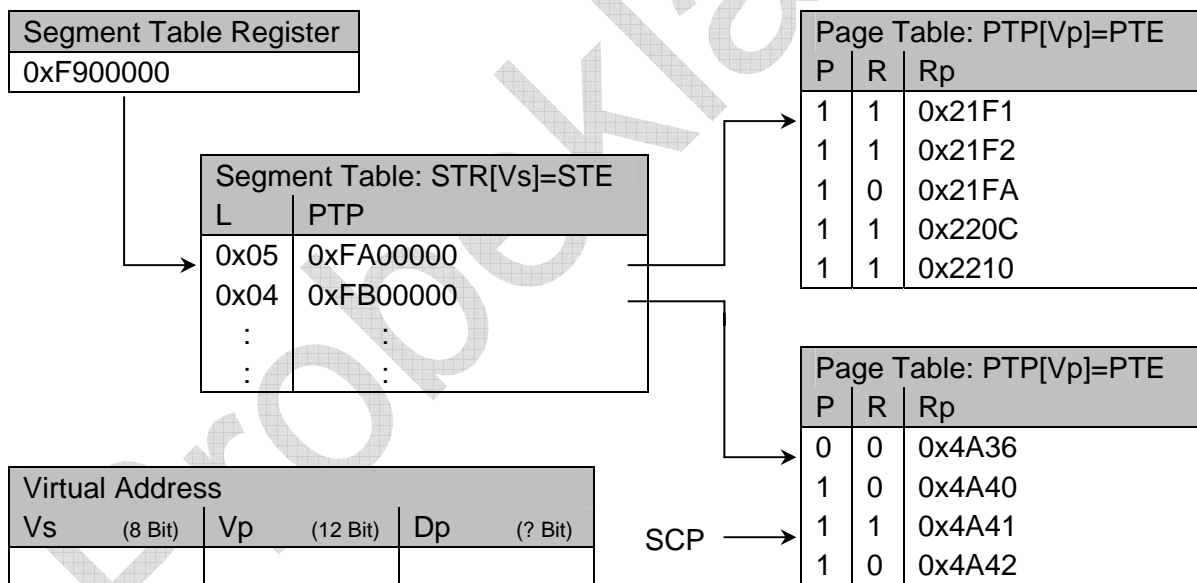 Segment Table Register
0xF900000
Segment Table: STR[Vs]=STE
L PTP
0x05 0xFA00000
0x04 0xFB00000
: :
: :
Page Table: PTP[Vp]=PTE
P R Rp
1 1 0x21F1
1 1 0x21F2
1 0 0x21FA
1 1 0x220C
1 1 0x2210
Page Table: PTP[Vp]=PTE
P R Rp
0 0 0x4A36
1 0 0x4A40
1 1 0x4A41
1 0 0x4A42
SCP
Virtual Address
Vs (8 Bit) Vp (12 Bit) Dp (? Bit)
Probekla